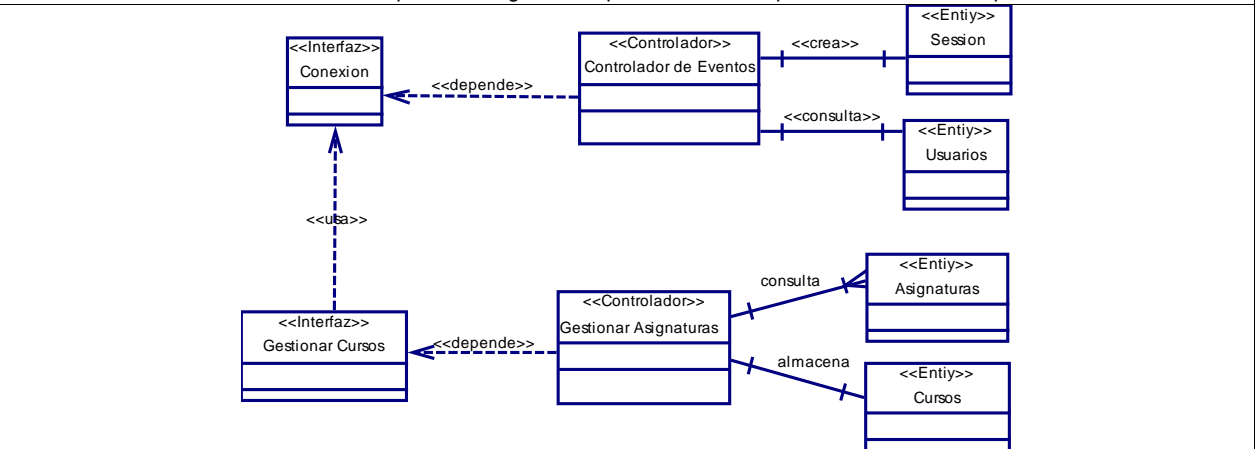 <<Interfaz>>
Conexion
<<depende>>
<<Controlador>>
Controlador de Eventos
<<crea>>
<<Entiy>>
Session
<<consulta>>
<<Entiy>>
Usuarios
<<usa>>
<<Interfaz>>
Gestionar Cursos
<<depende>>
<<Controlador>>
Gestionar Asignaturas
consulta
<<Entiy>>
Asignaturas
almacena
<<Entiy>>
Cursos